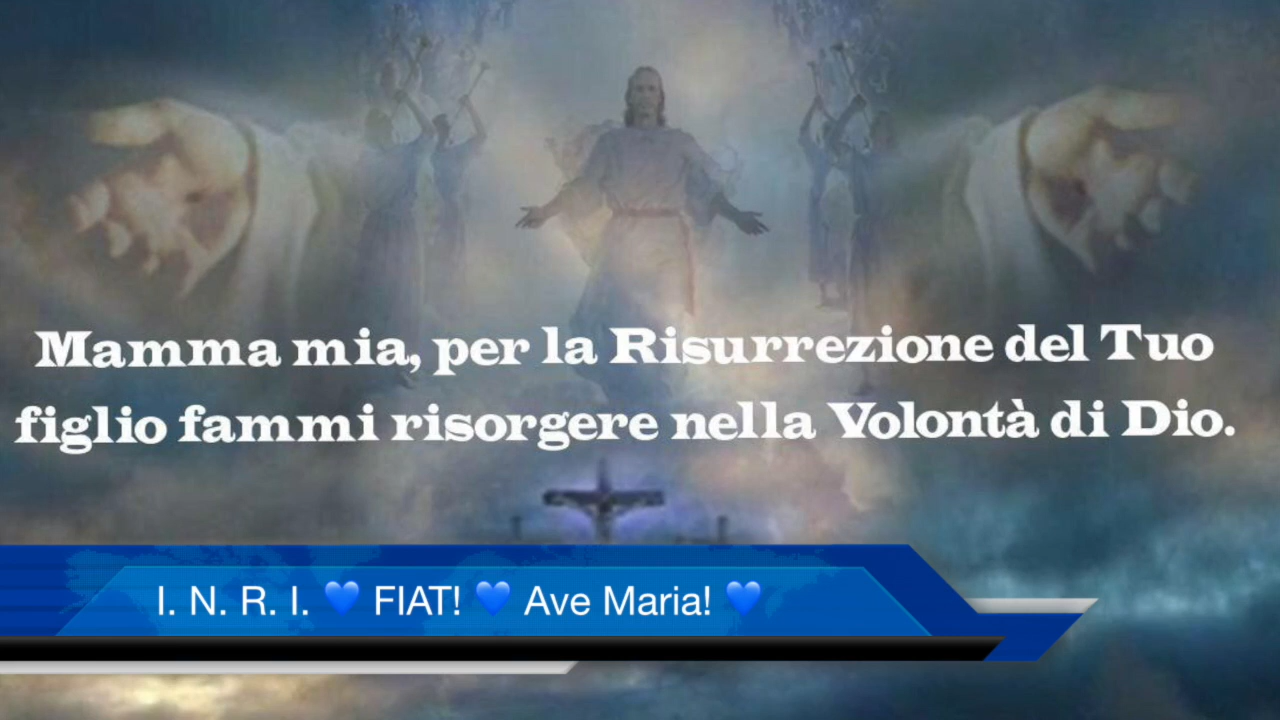 Mamma mia, per la Risurrezione del Tuo
figlio fammi risorgere nella Volontà di Dio.
I. N. R. I. 💙 FIAT! 💙 Ave Maria! 💙